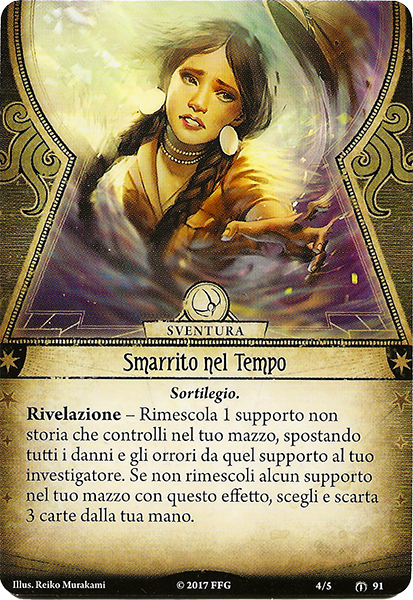 SVENTURA
Smarrito nel Tempo
Sortilegio.
Rivelazione – Rimescola 1 supporto non
storia che controlli nel tuo mazzo, spostando
tutti i danni e gli orrori da quel supporto al tuo
investigatore. Se non rimescoli alcun supporto
nel tuo mazzo con questo effetto, scegli e scarta
3 carte dalla tua mano.
Illus. Reiko Murakami © 2017 FFG 4/5 91